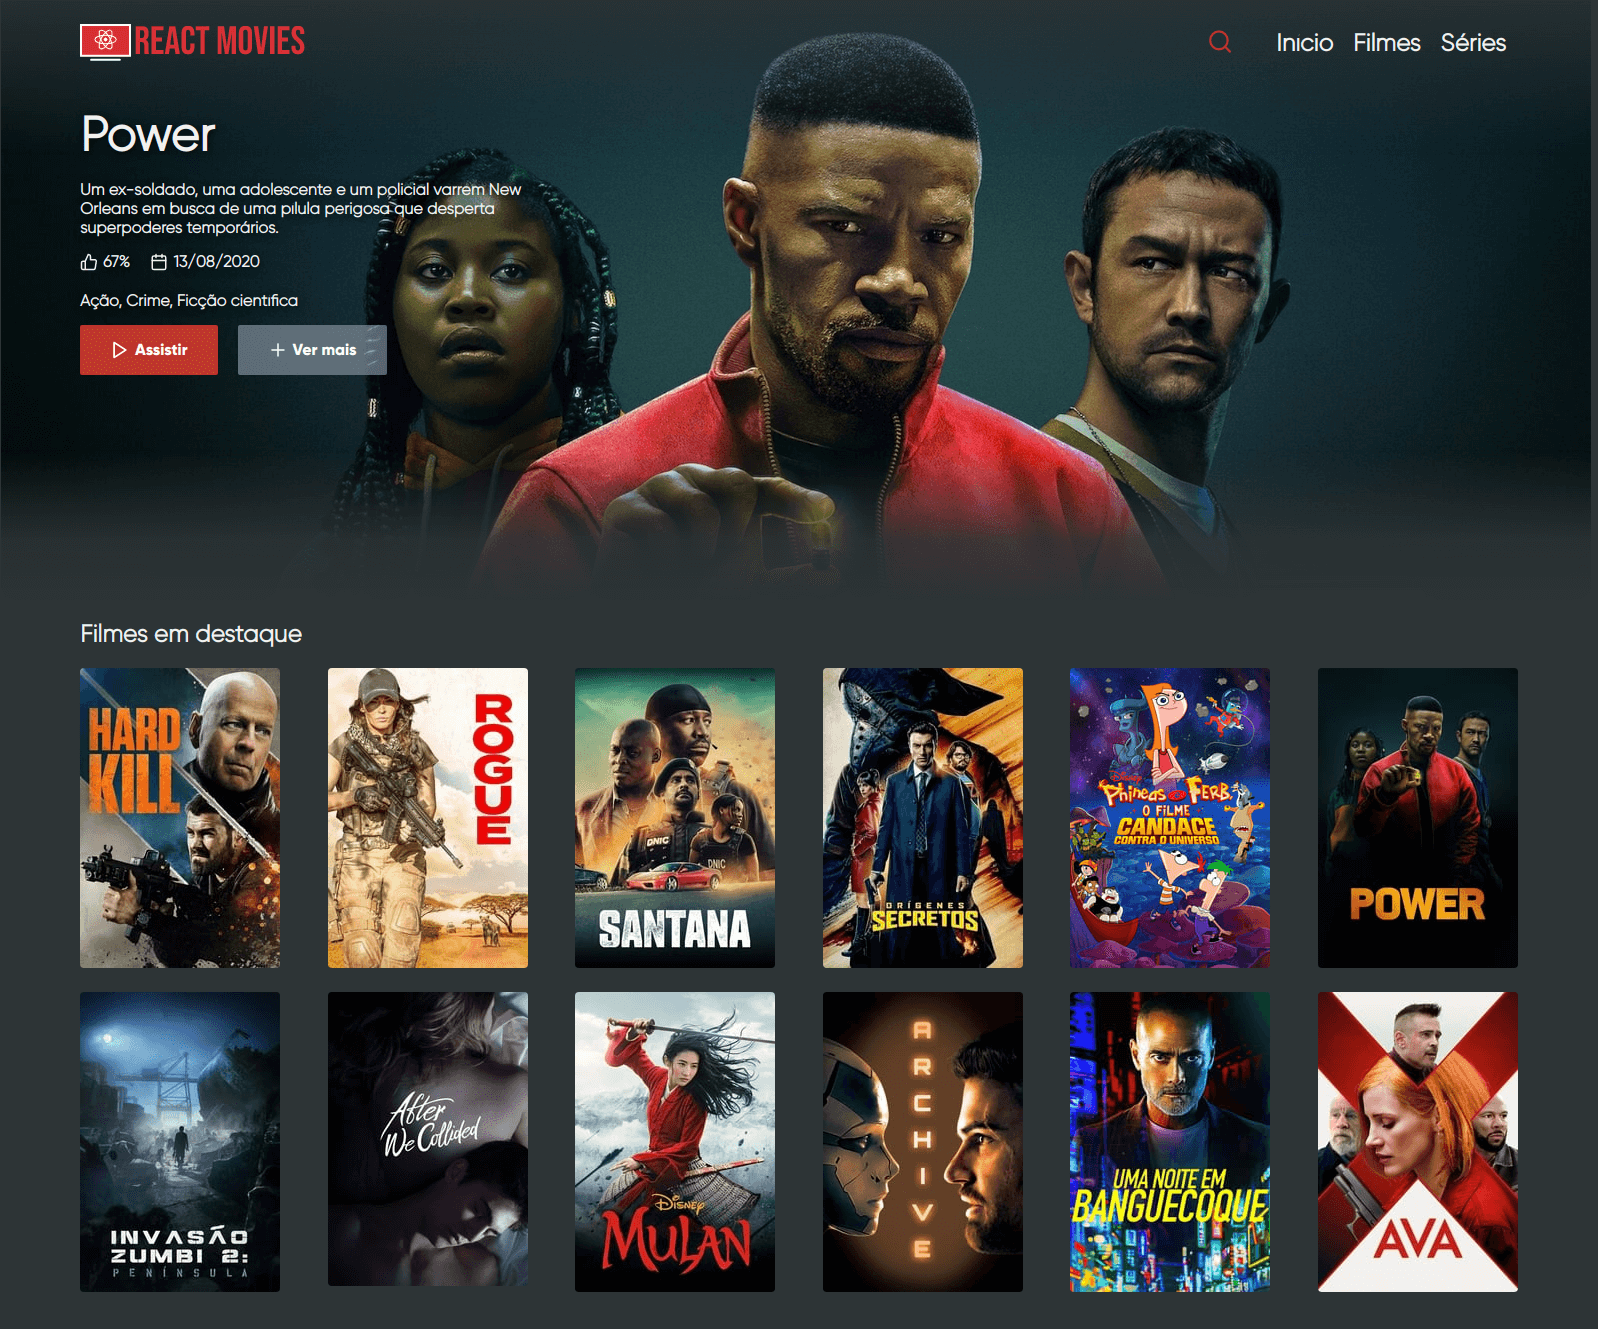 REACT MOVIES
Inicio Filmes Séries
Power
Um ex-soldado, uma adolescente e um policial varrem New
Orleans em busca de uma pílula perigosa que desperta
superpoderes temporários.
67% 13/08/2020
Ação, Crime, Ficção científica
Assistir
Ver mais
Filmes em destaque
HARD
KILL
ROGUE
DNIC
DNIC
SANTANA
ORÍGENES
SECRETOS
Disney
Phineas e FERB,
O FILME
CANDACE
CONTRA O UNIVERSO
POWER
INVASÃO
ZUMBI 2:
PENÍNSULA
After
We Collided
Disney
MULAN
ARCHIVE
UMA NOITE EM
BANGUECOQUE
AVA